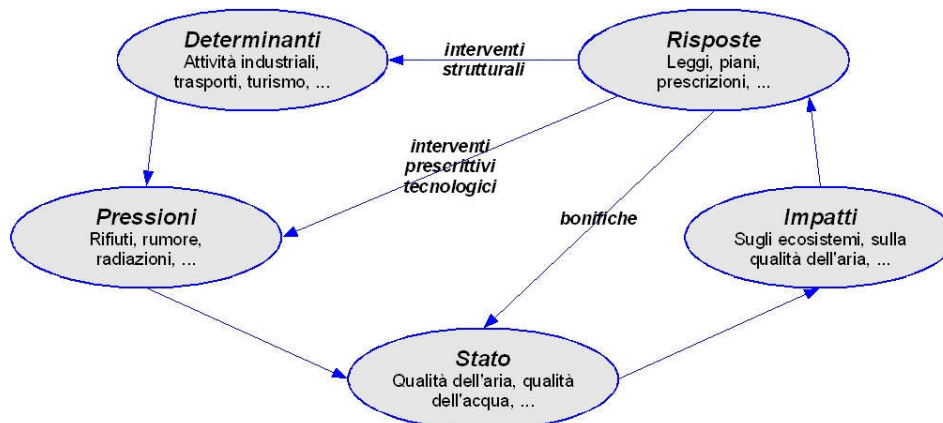 Determinanti
Attività industriali,
trasporti, turismo, ...
interventi
strutturali
Risposte
Leggi, piani,
prescrizioni, ...
interventi
prescrittivi
tecnologici
Pressioni
Rifiuti, rumore,
radiazioni, ...
bonifiche
Impatti
Sugli ecosistemi, sulla
qualità dell'aria, ...
Stato
Qualità dell'aria, qualità
dell'acqua, ...